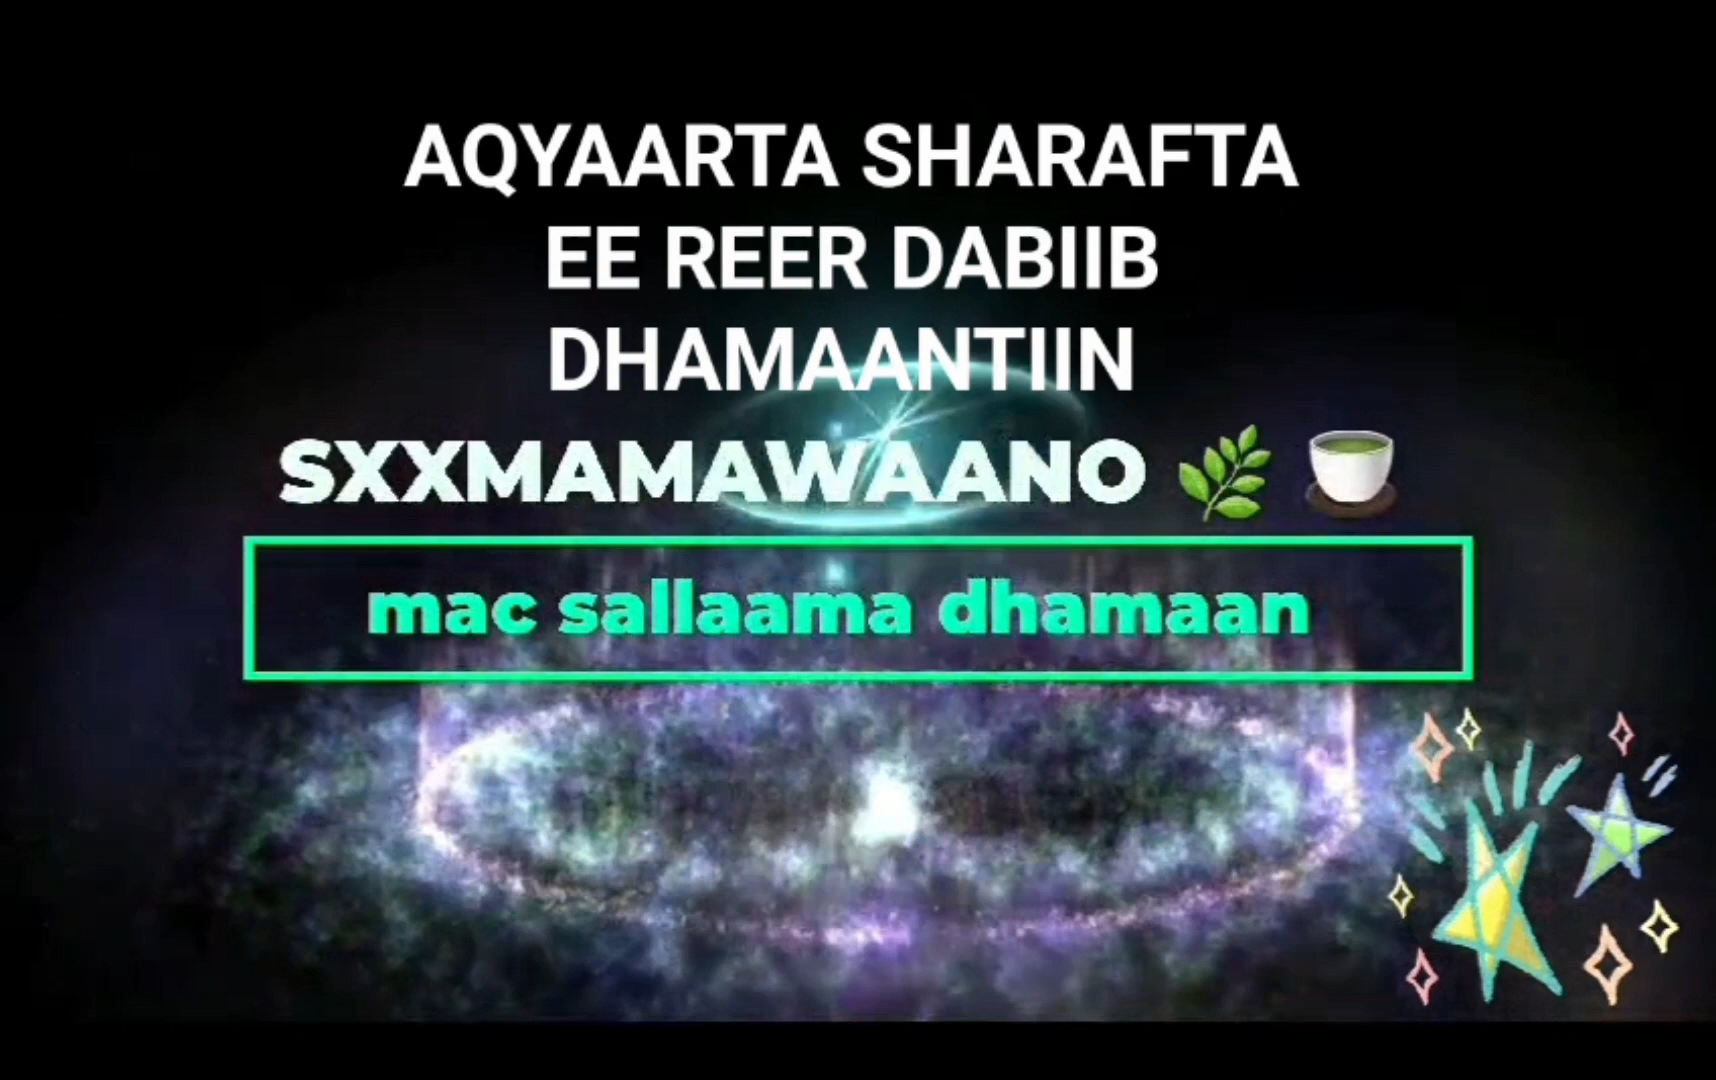 AQYAARTA SHARAFTA
EE REER DABIIB
DHAMAANTIIN
SXXMAMAWAANO 🌿 🍵
mac sallaama dhamaan